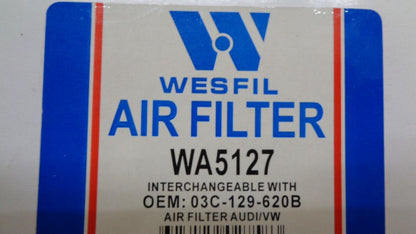 WESFIL
AIR FILTER
WA5127
INTERCHANGEABLE WITH
OEM: 03C-129-620B
AIR FILTER AUDI/VW